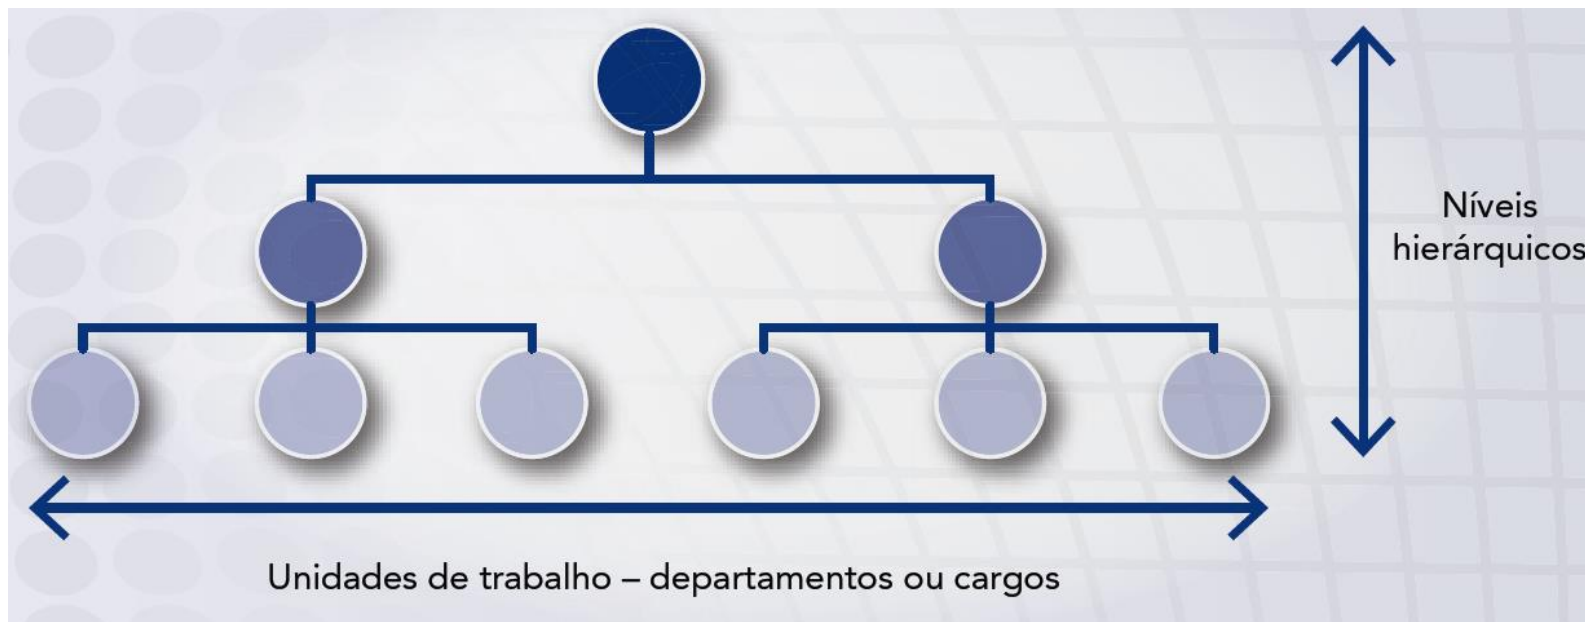 Níveis
hierárquicos
Unidades de trabalho – departamentos ou cargos